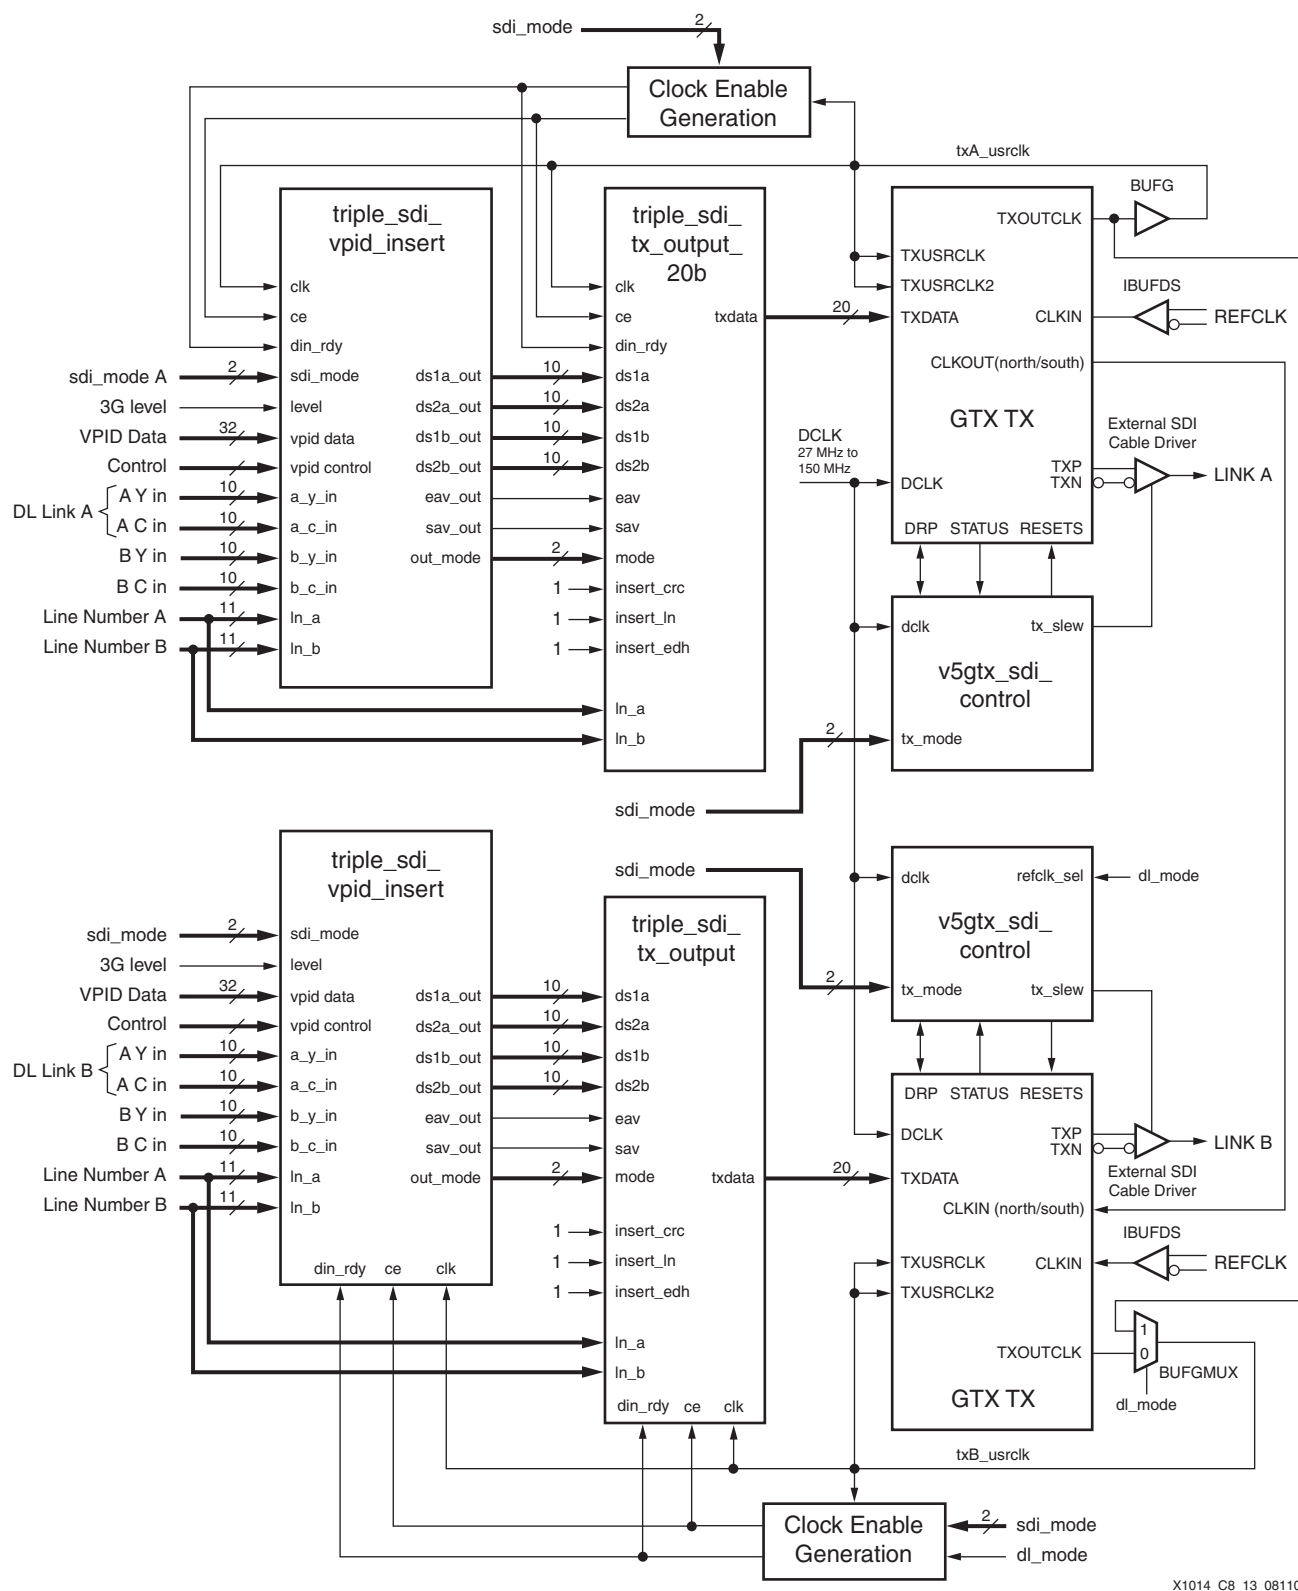 sdi_mode
2
Clock Enable
Generation
txA_usrclk
BUFG
triple_sdi_
vpid_insert
clk
ce
din_rdy
sdi_mode A
2
sdi_mode
3G level
level
VPID Data
32
vpid data
Control
vpid control
DL Link A
A Y in
10
a_y_in
A C in
10
a_c_in
B Y in
10
b_y_in
B C in
10
b_c_in
Line Number A
11
ln_a
Line Number B
11
ln_b
ds1a_out
10
ds2a_out
10
ds1b_out
10
ds2b_out
10
eav_out
sav_out
out_mode
2
triple_sdi_
tx_output_
20b
clk
ce
txdata
20
din_rdy
ds1a
ds2a
ds1b
ds2b
eav
sav
mode
1
insert_crc
1
insert_ln
1
insert_edh
ln_a
ln_b
TXOUTCLK
TXUSRCLK
TXUSRCLK2
IBUFDS
TXDATA
CLKIN
REFCLK
CLKOUT(north/south)
GTX TX
External SDI
Cable Driver
DCLK
27 MHz to
150 MHz
DCLK
TXP
TXN
LINK A
DRP
STATUS
RESETS
dclk
tx_slew
v5gtx_sdi_
control
2
tx_mode
sdi_mode
triple_sdi_
vpid_insert
sdi_mode
2
sdi_mode
3G level
level
VPID Data
32
vpid data
Control
vpid control
DL Link B
A Y in
10
a_y_in
A C in
10
a_c_in
B Y in
10
b_y_in
B C in
10
b_c_in
Line Number A
11
ln_a
Line Number B
11
ln_b
ds1a_out
10
ds2a_out
10
ds1b_out
10
ds2b_out
10
eav_out
sav_out
out_mode
2
din_rdy
ce
clk
sdi_mode
triple_sdi_
tx_output
ds1a
ds2a
ds1b
ds2b
eav
sav
mode
txdata
20
1
insert_crc
1
insert_ln
1
insert_edh
ln_a
ln_b
din_rdy
ce
clk
dclk
refclk_sel
dl_mode
v5gtx_sdi_
control
2
tx_mode
tx_slew
DRP
STATUS
RESETS
DCLK
TXP
TXN
LINK B
External SDI
Cable Driver
TXDATA
CLKIN (north/south)
IBUFDS
TXUSRCLK
CLKIN
REFCLK
TXUSRCLK2
TXOUTCLK
1
0
BUFGMUX
dl_mode
GTX TX
txB_usrclk
Clock Enable
Generation
2
sdi_mode
dl_mode